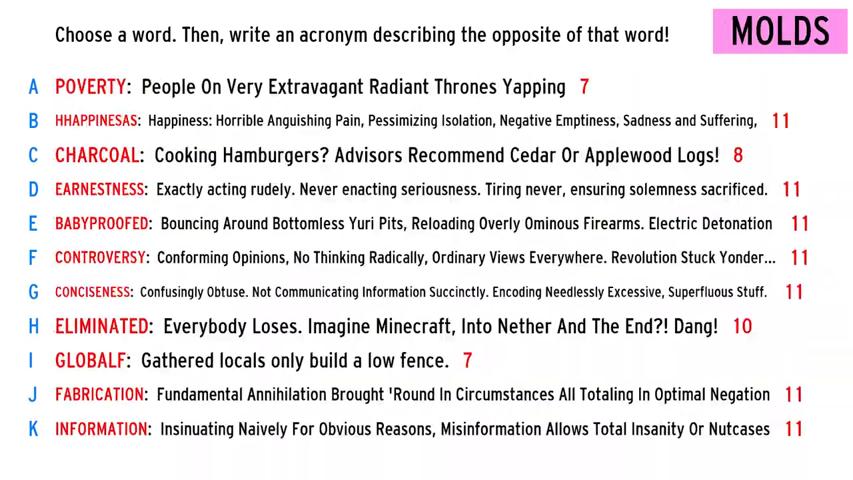 Choose a word. Then, write an acronym describing the opposite of that word!
MOLDS
A POVERTY: People On Very Extravagant Radiant Thrones Yapping 7
B HHAPPINESAS: Happiness: Horrible Anguishing Pain, Pessimizing Isolation, Negative Emptiness, Sadness and Suffering, 11
C CHARCOAL: Cooking Hamburgers? Advisors Recommend Cedar Or Applewood Logs! 8
D EARNESTNESS: Exactly acting rudely. Never enacting seriousness. Tiring never, ensuring solemness sacrificed. 11
E BABYPROOFED: Bouncing Around Bottomless Yuri Pits, Reloading Overly Ominous Firearms. Electric Detonation 11
F CONTROVERSY: Conforming Opinions, No Thinking Radically, Ordinary Views Everywhere. Revolution Stuck Yonder... 11
G CONCISENESS: Confusingly Obtuse. Not Communicating Information Succinctly. Encoding Needlessly Excessive, Superfluous Stuff. 11
H ELIMINATED: Everybody Loses. Imagine Minecraft, Into Nether And The End?! Dang! 10
I GLOBALF: Gathered locals only build a low fence. 7
J FABRICATION: Fundamental Annihilation Brought 'Round In Circumstances All Totaling In Optimal Negation 11
K INFORMATION: Insinuating Naively For Obvious Reasons, Misinformation Allows Total Insanity Or Nutcases 11